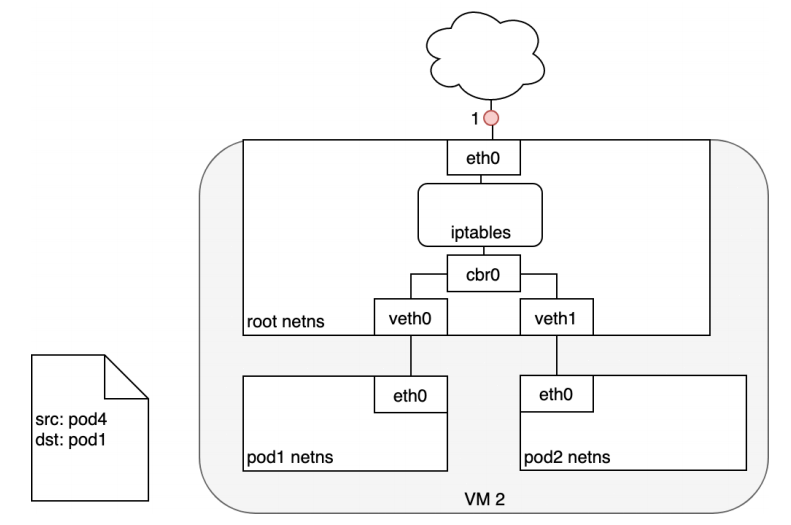 1
eth0
iptables
cbr0
root netns
veth0
veth1
src: pod4
dst: pod1
eth0
eth0
pod1 netns
pod2 netns
VM 2